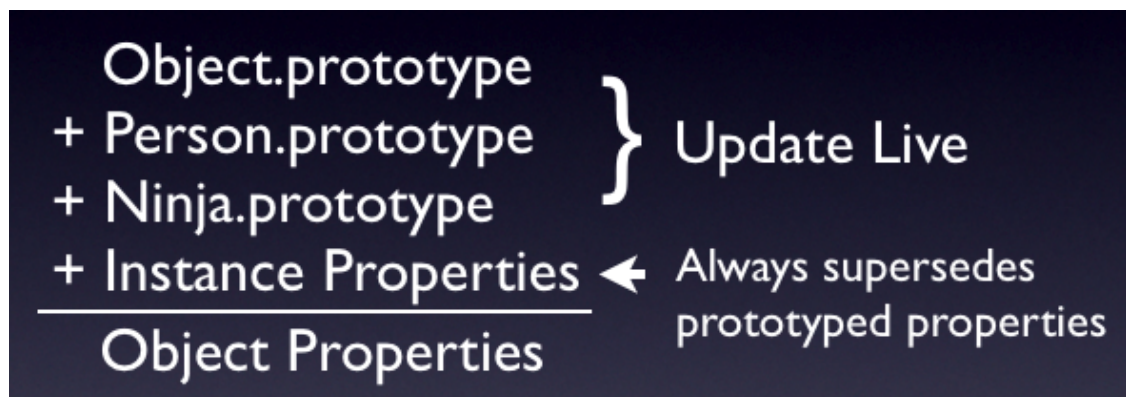 Object.prototype
+ Person.prototype
+ Ninja.prototype
} Update Live
+ Instance Properties
Always supersedes
prototyped properties
Object Properties